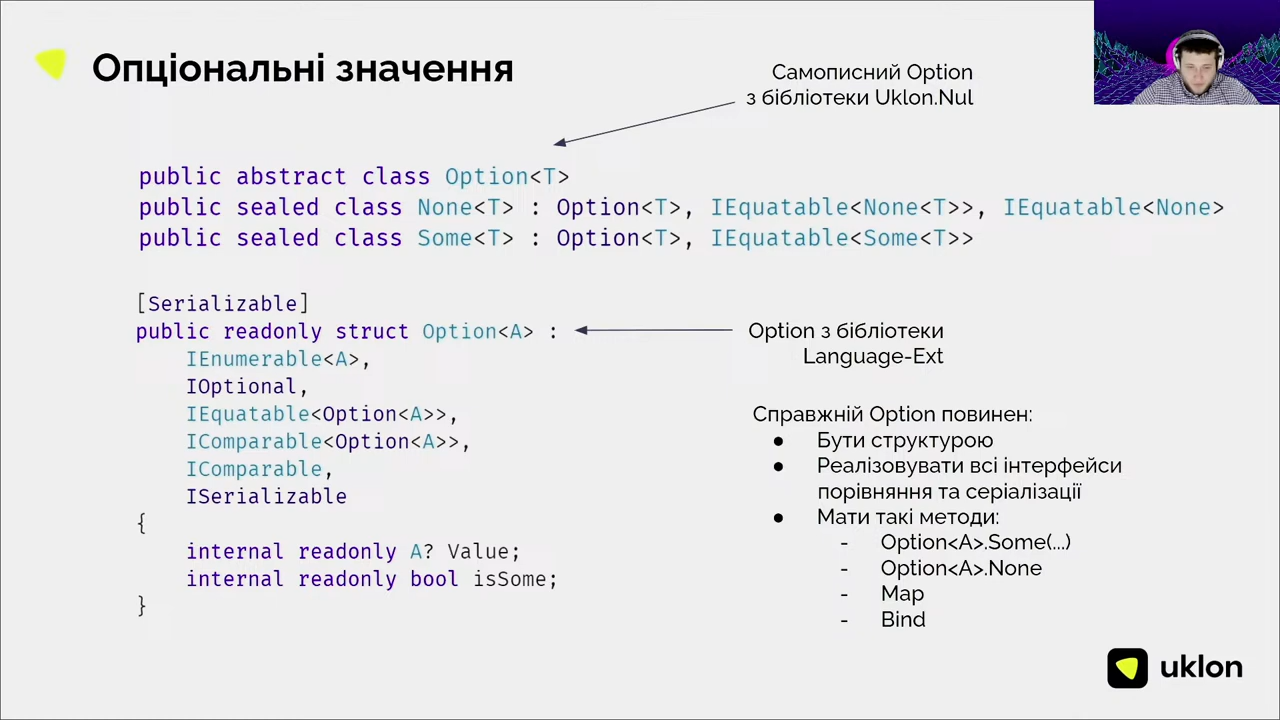 Опціональні значення
Самописний Option
з бібліотеки Uklon.Nul
public abstract class Option<T>
public sealed class None<T> : Option<T>, IEquatable<None<T>>, IEquatable<None>
public sealed class Some<T> : Option<T>, IEquatable<Some<T>>
[Serializable]
public readonly struct Option<A> :
IEnumerable<A>,
IOptional,
IEquatable<Option<A>>,
IComparable<Option<A>>,
IComparable,
ISerializable
{
internal readonly A? Value;
internal readonly bool isSome;
}
Option з бібліотеки
Language-Ext
Справжній Option повинен:
● Бути структурою
● Реалізовувати всі інтерфейси
порівняння та серіалізації
● Мати такі методи:
- Option<A>.Some(...)
- Option<A>.None
- Map
- Bind
uklon